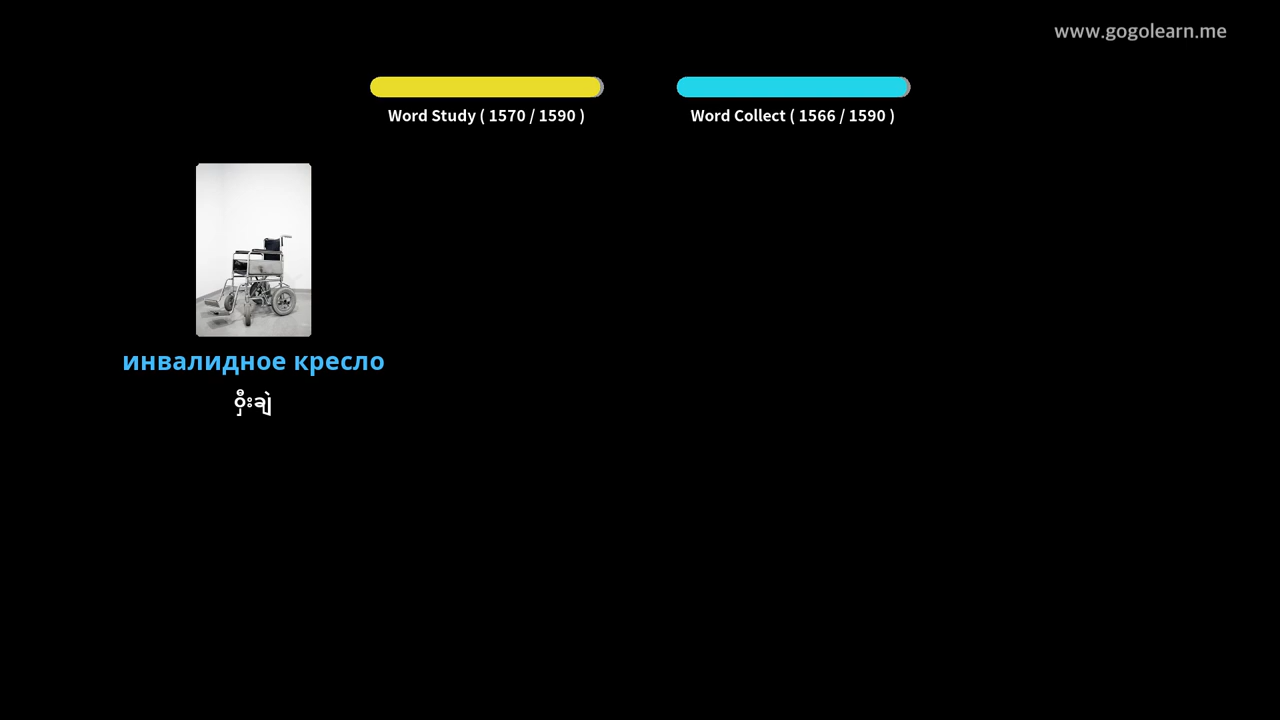 www.gogolearn.me
Word Study ( 1570 / 1590 )
Word Collect ( 1566 / 1590 )
инвалидное кресло
ဝှီးချဲ